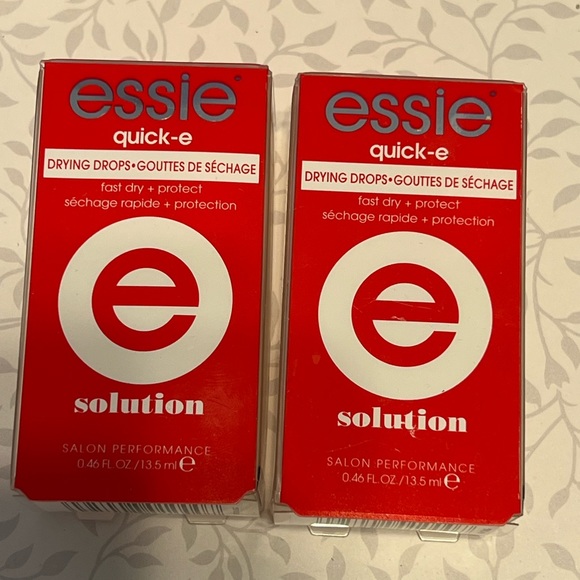 essie
quick-e
DRYING DROPS•GOUTTES DE SÉCHAGE
fast dry + protect
séchage rapide + protection
e
solution
SALON PERFORMANCE
0.46 FL.OZ./13.5 ml ℮
essie
quick-e
DRYING DROPS•GOUTTES DE SÉCHAGE
fast dry + protect
séchage rapide + protection
e
solution
SALON PERFORMANCE
0.46 FL.OZ./13.5 ml ℮